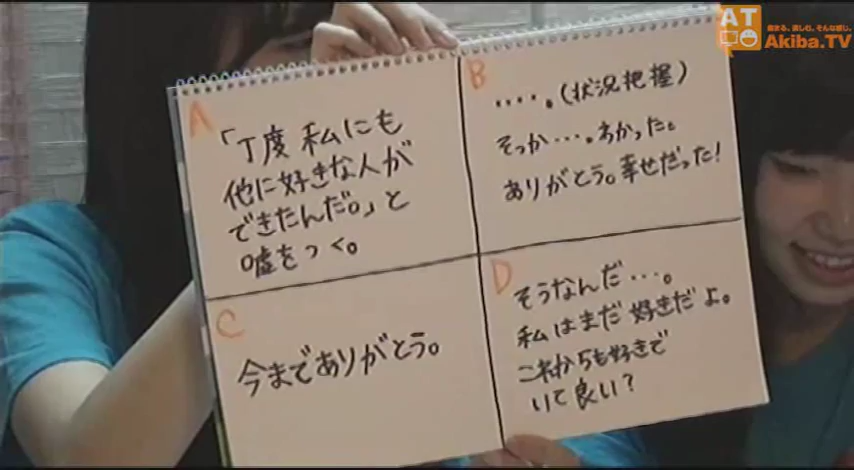 A
「丁度 私にも
他に好きな人が
できたんだ。」と
嘘をつく。
B
‥‥。(状況把握)
そっか…。わかった。
ありがとう。幸せだった!
C
今までありがとう。
D
そうなんだ…。
私はまだ好きだよ。
これからも好きで
いて良い?
AT
Akiba.TV